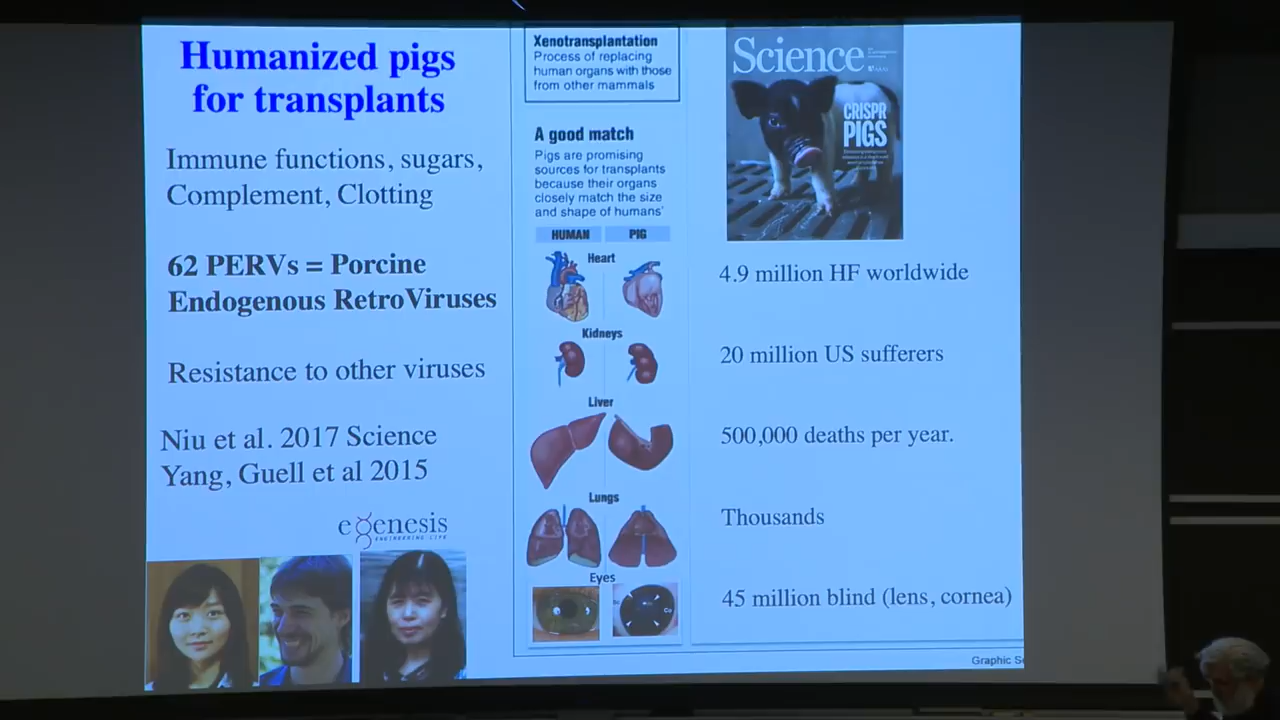 Humanized pigs
for transplants
Immune functions, sugars,
Complement, Clotting
62 PERVs = Porcine
Endogenous RetroViruses
Resistance to other viruses
Niu et al. 2017 Science
Yang, Guell et al 2015
egenesis
ENGINEERING LIFE
Xenotransplantation
Process of replacing
human organs with those
from other mammals
A good match
Pigs are promising
sources for transplants
because their organs
closely match the size
and shape of humans'
HUMAN PIG
Heart
Kidneys
Liver
Lungs
Eyes
Science
AAAS
CRISPR
PIGS
4.9 million HF worldwide
20 million US sufferers
500,000 deaths per year.
Thousands
45 million blind (lens, cornea)
Graphic